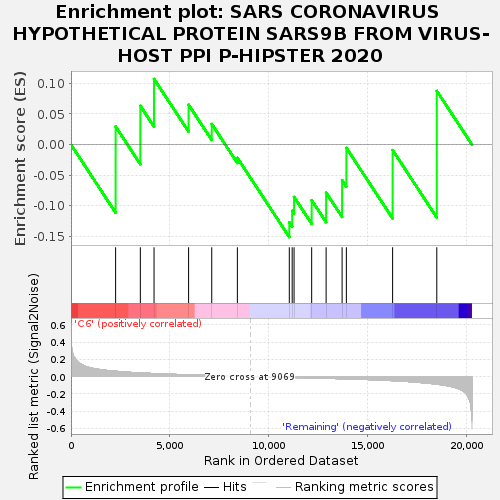 Enrichment plot: SARS CORONAVIRUS
HYPOTHETICAL PROTEIN SARS9B FROM VIRUS-
HOST PPI P-HIPSTER 2020
Enrichment score (ES)
0.10
0.05
0.00
-0.05
-0.10
-0.15
Ranked list metric (Signal2Noise)
0.6
0.4
0.2
0.0
-0.2
-0.4
-0.6
'C6' (positively correlated)
Zero cross at 9069
'Remaining' (negatively correlated)
0
5,000
10,000
15,000
20,000
Rank in Ordered Dataset
Enrichment profile
Hits
Ranking metric scores